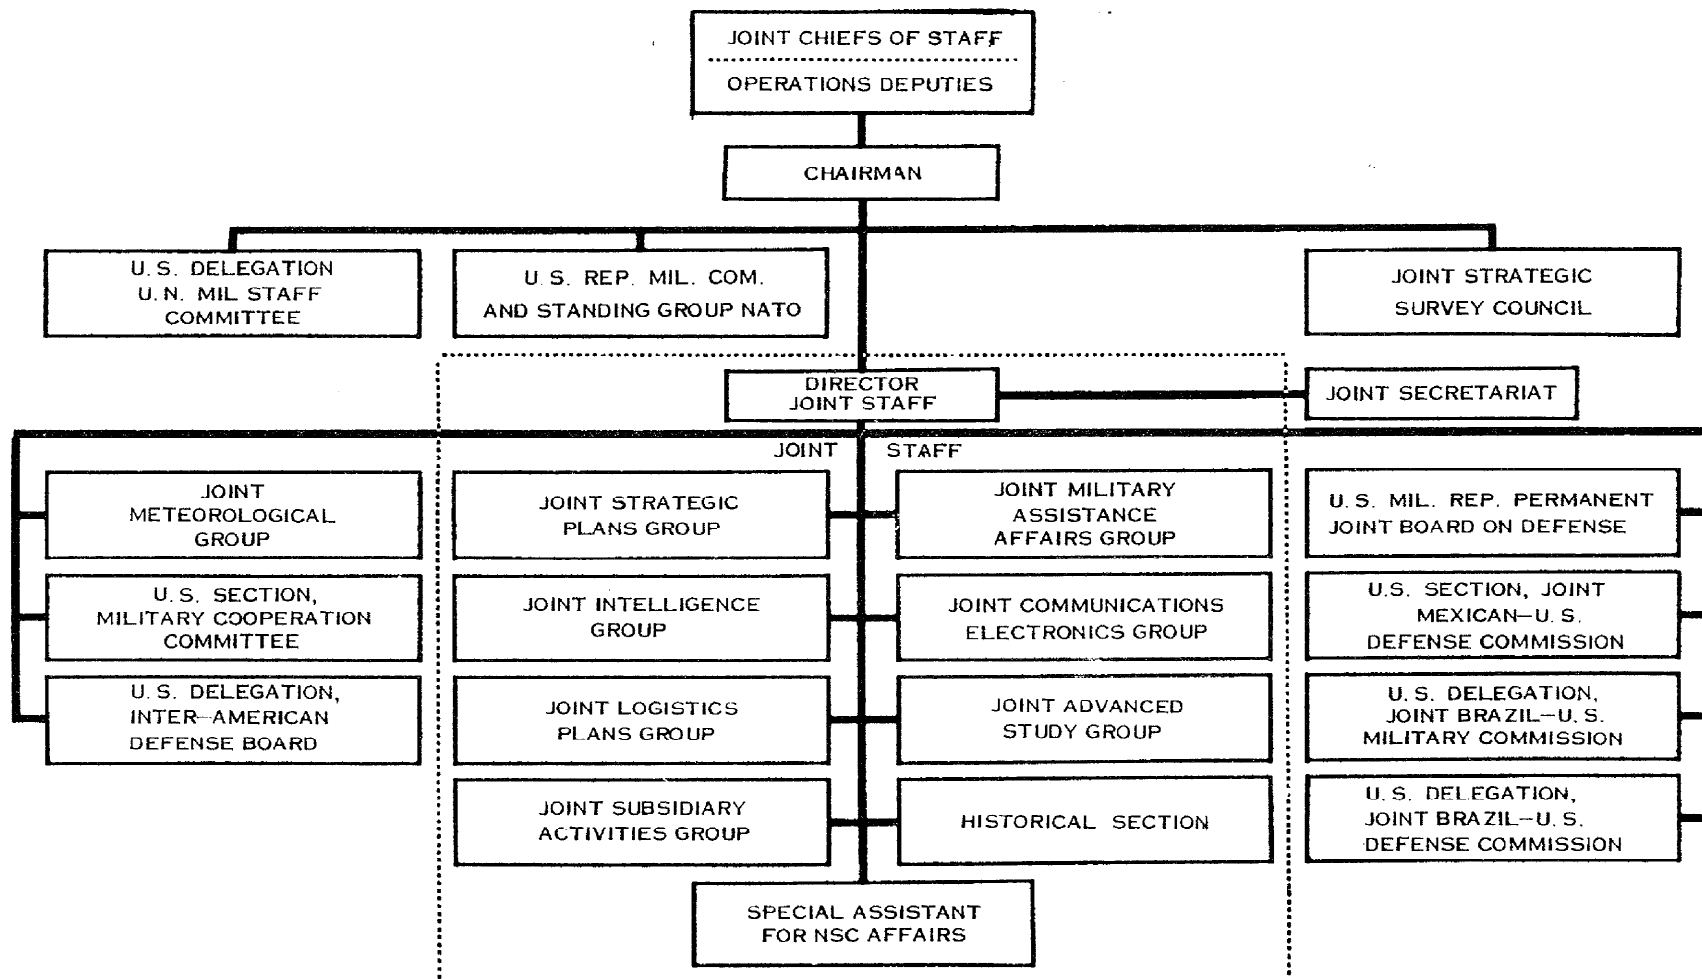 JOINT CHIEFS OF STAFF
OPERATIONS DEPUTIES
CHAIRMAN
U.S. DELEGATION
U.N. MIL STAFF
COMMITTEE
U.S. REP. MIL. COM.
AND STANDING GROUP NATO
JOINT STRATEGIC
SURVEY COUNCIL
DIRECTOR
JOINT STAFF
JOINT SECRETARIAT
JOINT STAFF
JOINT
METEOROLOGICAL
GROUP
JOINT STRATEGIC
PLANS GROUP
JOINT MILITARY
ASSISTANCE
AFFAIRS GROUP
U.S. MIL. REP. PERMANENT
JOINT BOARD ON DEFENSE
U.S. SECTION,
MILITARY COOPERATION
COMMITTEE
JOINT INTELLIGENCE
GROUP
JOINT COMMUNICATIONS
ELECTRONICS GROUP
U.S. SECTION, JOINT
MEXICAN—U.S.
DEFENSE COMMISSION
U.S. DELEGATION,
INTER—AMERICAN
DEFENSE BOARD
JOINT LOGISTICS
PLANS GROUP
JOINT ADVANCED
STUDY GROUP
U.S. DELEGATION,
JOINT BRAZIL—U.S.
MILITARY COMMISSION
JOINT SUBSIDIARY
ACTIVITIES GROUP
HISTORICAL SECTION
U.S. DELEGATION,
JOINT BRAZIL—U.S.
DEFENSE COMMISSION
SPECIAL ASSISTANT
FOR NSC AFFAIRS